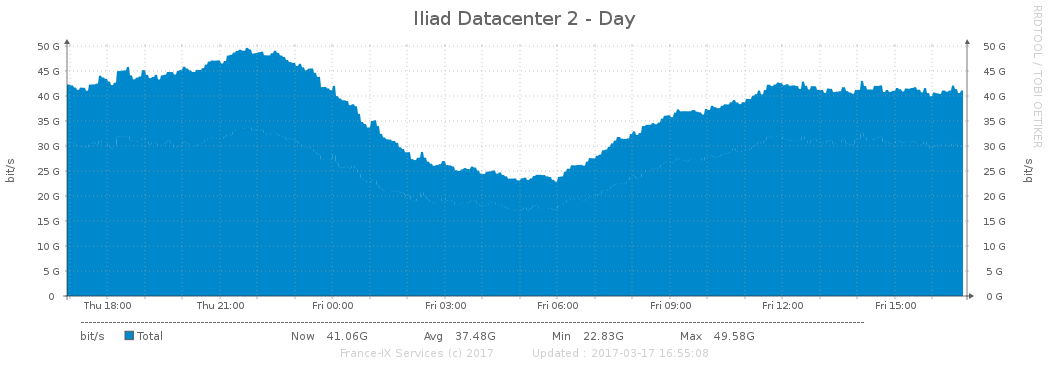 Iliad Datacenter 2 - Day
RRDTOOL / TOBI OETIKER
bit/s
50 G 50 G
45 G 45 G
40 G 40 G
35 G 35 G
30 G 30 G
25 G 25 G
20 G 20 G
15 G 15 G
10 G 10 G
5 G 5 G
0 0 G
bit/s
Thu 18:00 Thu 21:00 Fri 00:00 Fri 03:00 Fri 06:00 Fri 09:00 Fri 12:00 Fri 15:00
bit/s Total Now 41.06G Avg 37.48G Min 22.83G Max 49.58G
France-IX Services (c) 2017 Updated : 2017-03-17 16:55:08